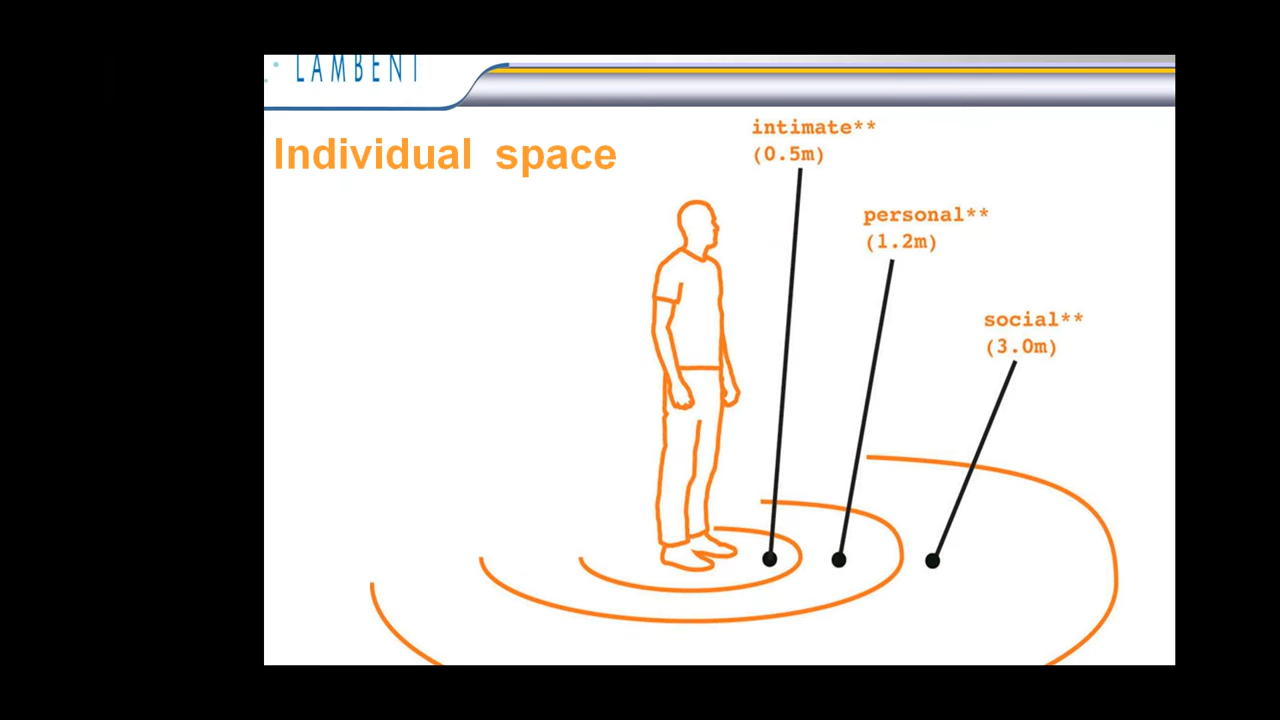 LAMBENT
Individual space
intimate**
(0.5m)
personal**
(1.2m)
social**
(3.0m)